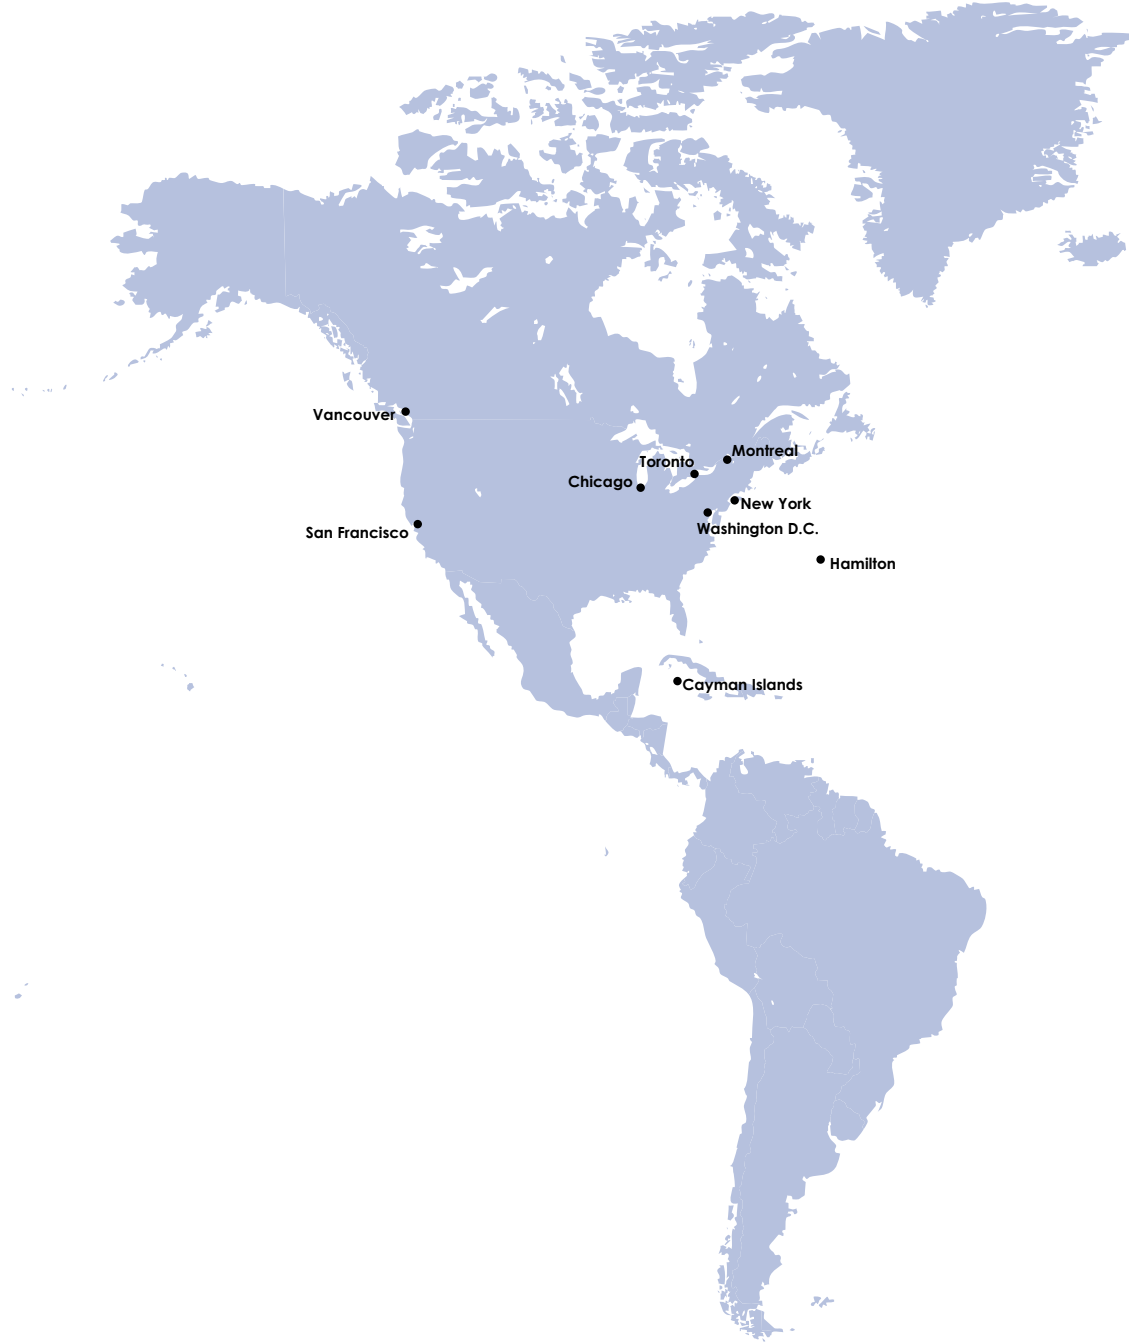 Vancouver
Montreal
Toronto
Chicago
New York
Washington D.C.
San Francisco
Hamilton
Cayman Islands